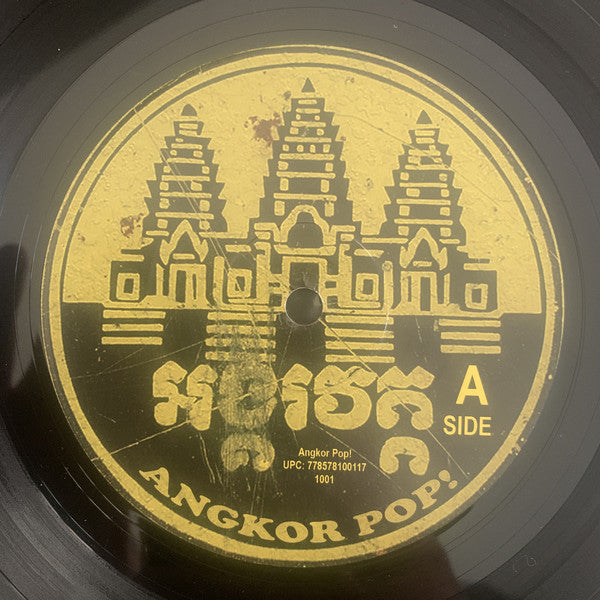 A
SIDE
Angkor Pop!
UPC: 778578100117
1001
ANGKOR POP!